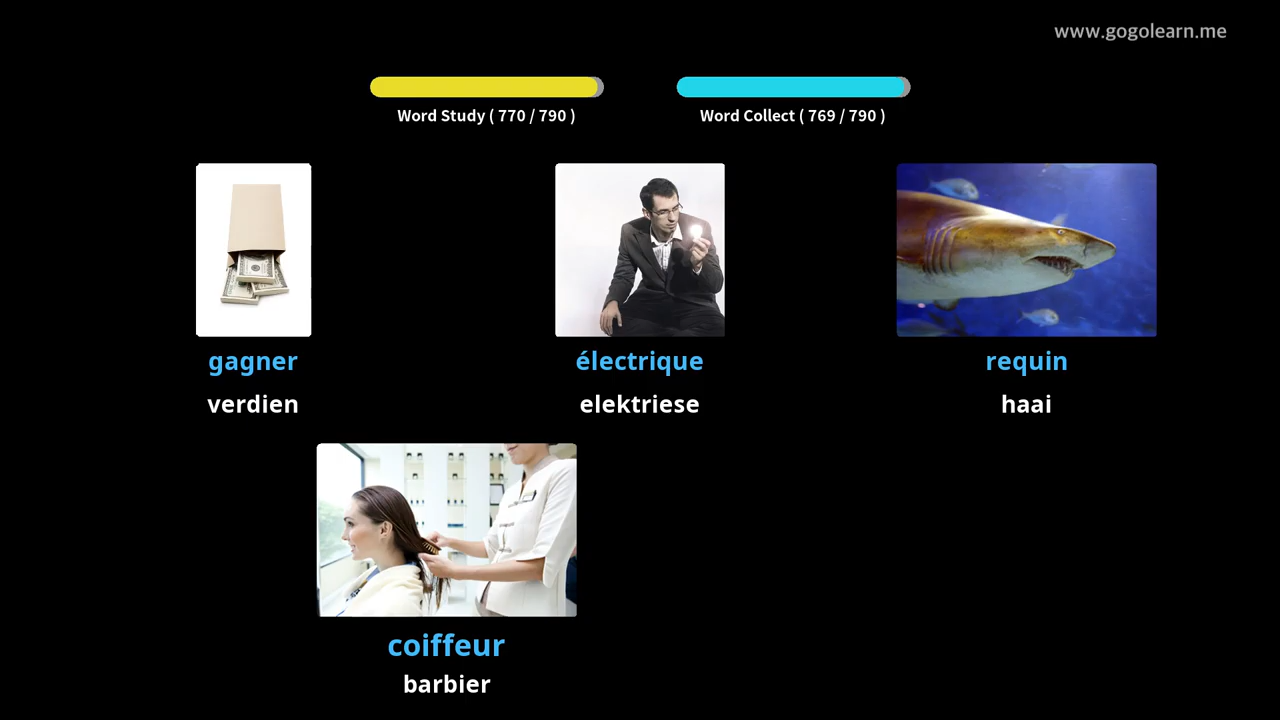 www.gogolearn.me
Word Study ( 770 / 790 )
Word Collect ( 769 / 790 )
gagner
électrique
requin
verdien
elektriese
haai
coiffeur
barbier